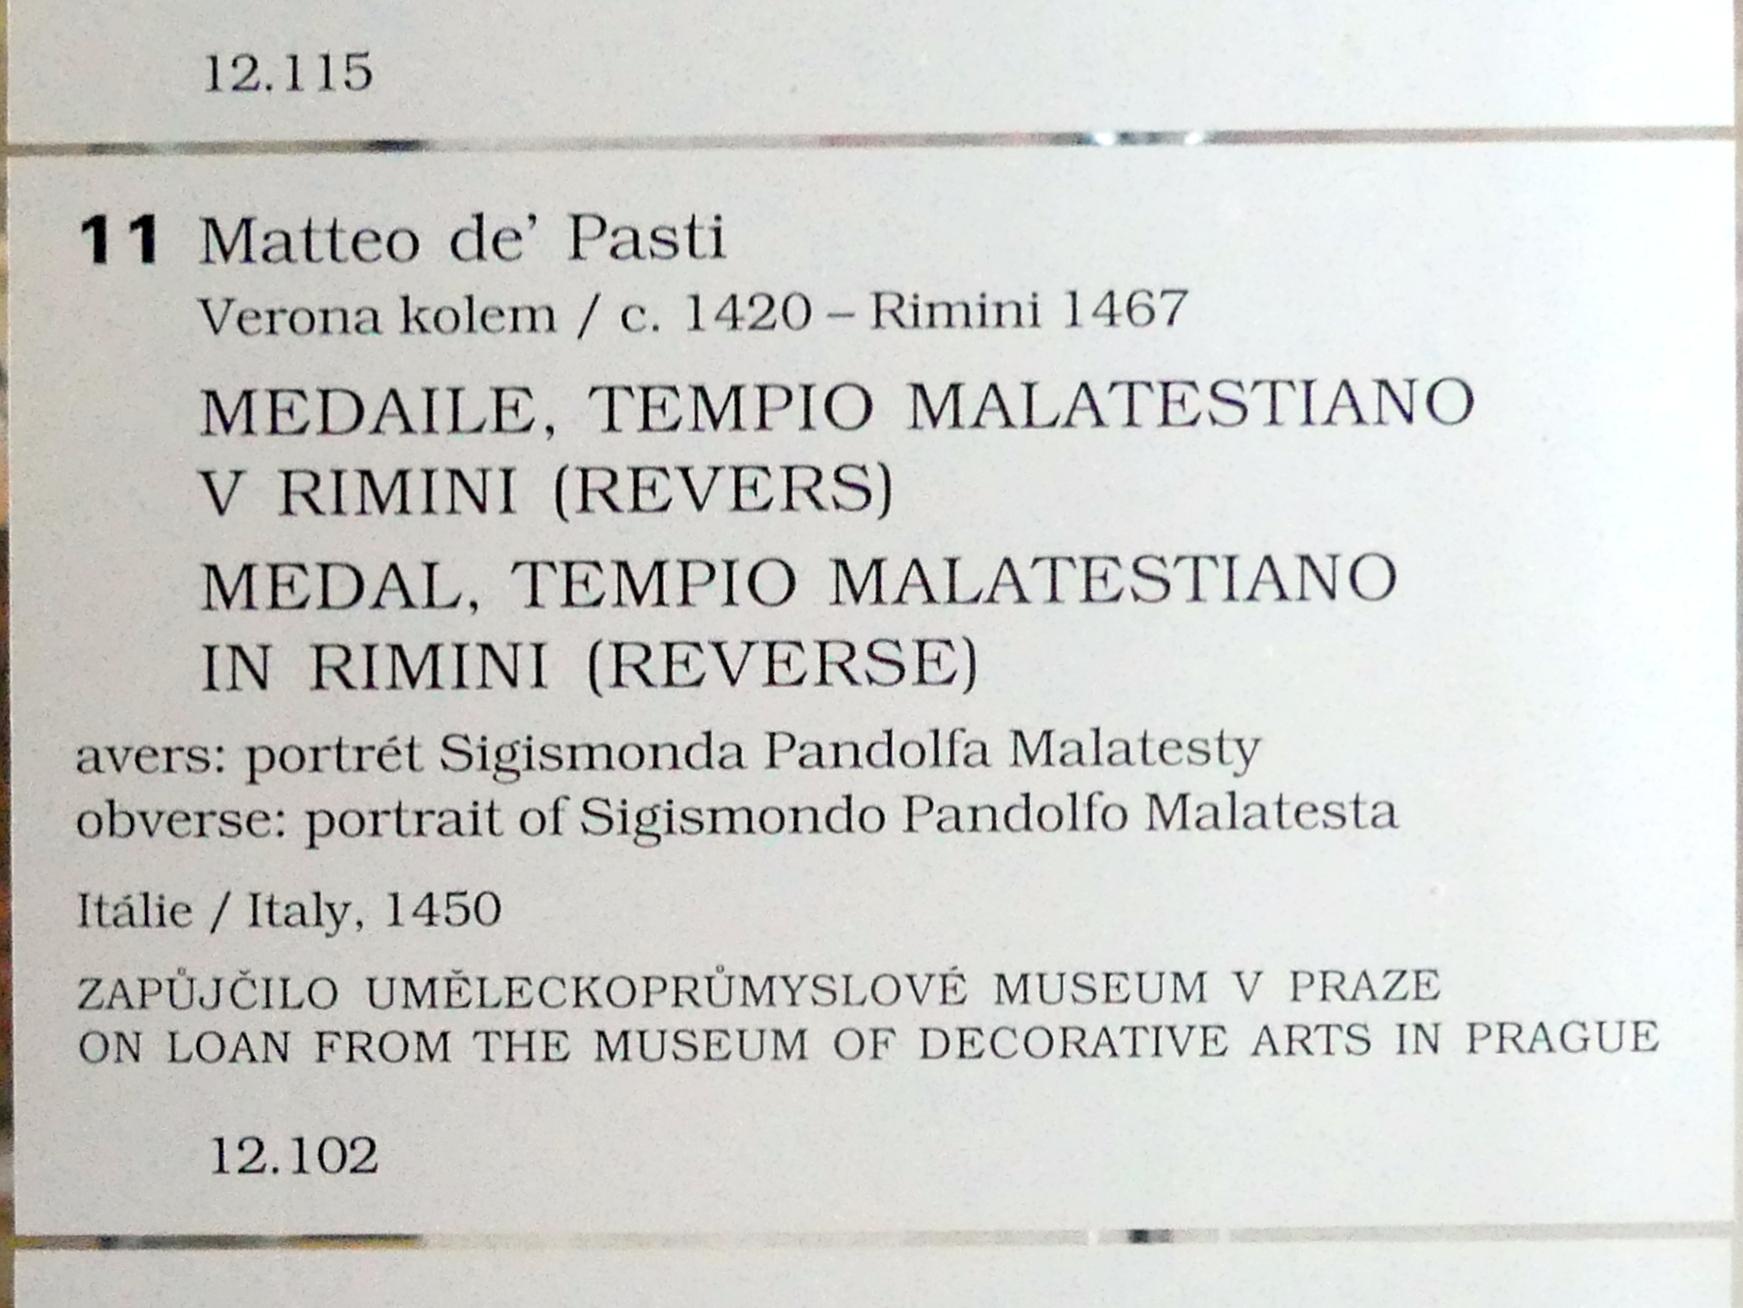 12.115
11 Matteo de’ Pasti
Verona kolem / c. 1420 – Rimini 1467
MEDAILE, TEMPIO MALATESTIANO
V RIMINI (REVERS)
MEDAL, TEMPIO MALATESTIANO
IN RIMINI (REVERSE)
avers: portrét Sigismonda Pandolfa Malatesty
obverse: portrait of Sigismondo Pandolfo Malatesta
Itálie / Italy, 1450
ZAPŮJČILO UMĚLECKOPRŮMYSLOVÉ MUSEUM V PRAZE
ON LOAN FROM THE MUSEUM OF DECORATIVE ARTS IN PRAGUE
12.102